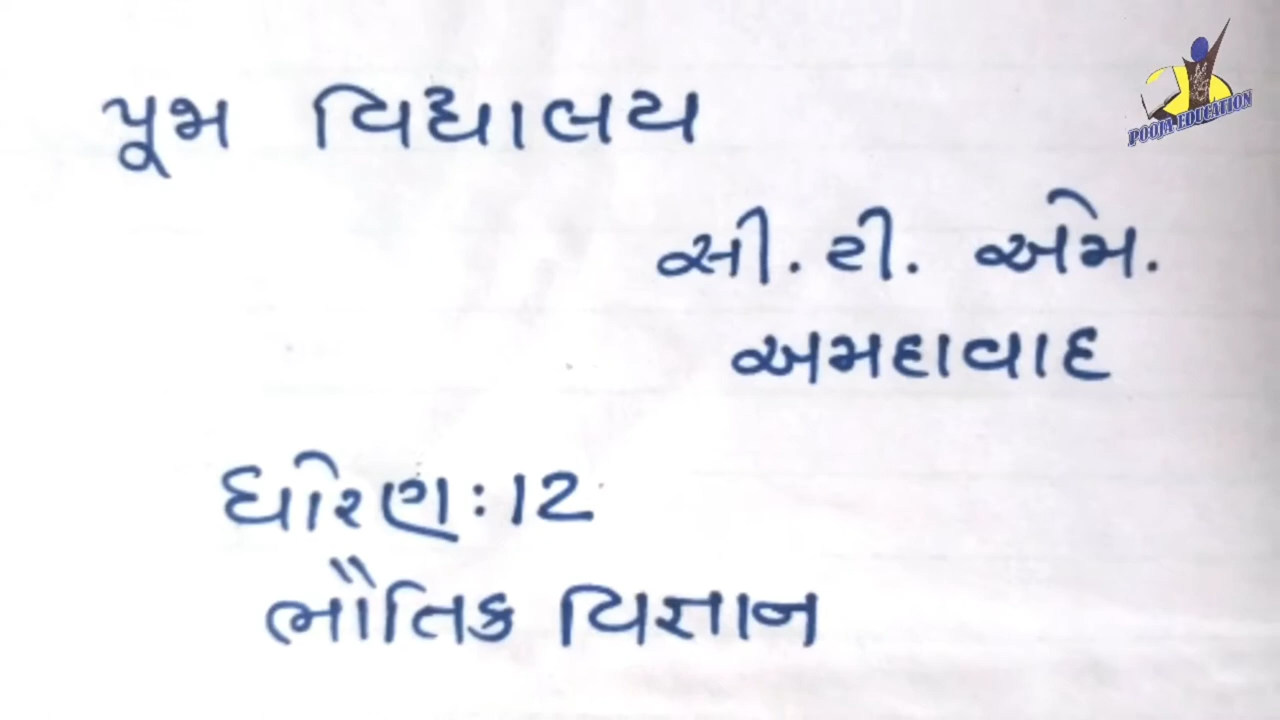 પૂજા વિદ્યાલય
સી. ટી. એમ.
અમદાવાદ
ધોરણ : 12
ભૌતિક વિજ્ઞાન
POOJA EDUCATION